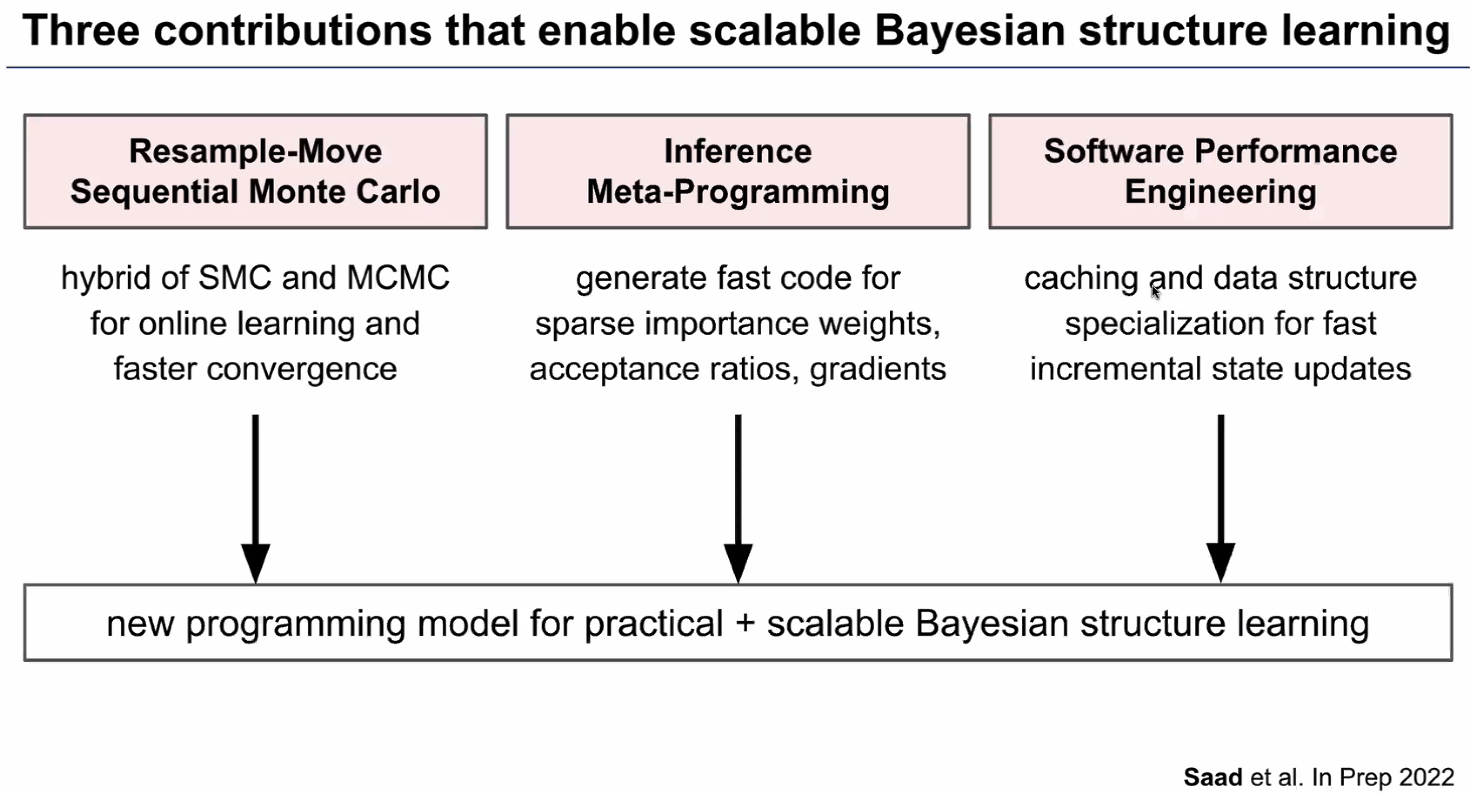 Three contributions that enable scalable Bayesian structure learning
Resample-Move
Sequential Monte Carlo
hybrid of SMC and MCMC
for online learning and
faster convergence
Inference
Meta-Programming
generate fast code for
sparse importance weights,
acceptance ratios, gradients
Software Performance
Engineering
caching and data structure
specialization for fast
incremental state updates
new programming model for practical + scalable Bayesian structure learning
Saad et al. In Prep 2022